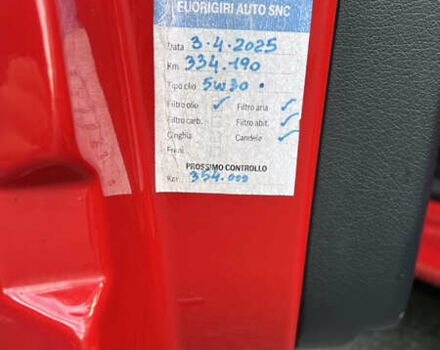 FUORIGIRI AUTO SNC
Data 3.4.2025
Km 334.190
Tipo olio 5W30
Filtro olio ✓ Filtro aria ✓
Filtro carb. Filtro abit. ✓
Cinghia Candele ✓
Freni
PROSSIMO CONTROLLO
Km 354.000